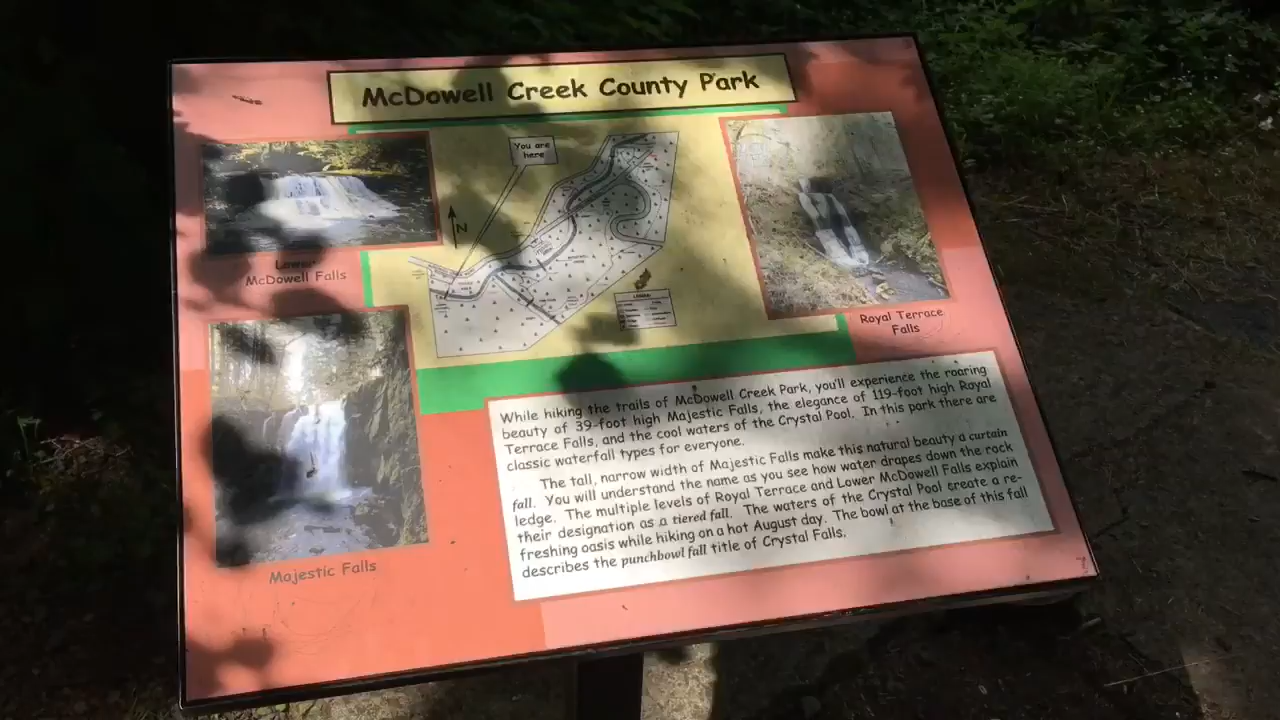 McDowell Creek County Park
You are
here
N
Lower
McDowell Falls
Royal Terrace
Falls
Majestic Falls
While hiking the trails of McDowell Creek Park, you'll experience the roaring
beauty of 39-foot high Majestic Falls, the elegance of 119-foot high Royal
Terrace Falls, and the cool waters of the Crystal Pool. In this park there are
classic waterfall types for everyone.
The tall, narrow width of Majestic Falls make this natural beauty a curtain
fall. You will understand the name as you see how water drapes down the rock
ledge. The multiple levels of Royal Terrace and Lower McDowell Falls explain
their designation as a tiered fall. The waters of the Crystal Pool create a re-
freshing oasis while hiking on a hot August day. The bowl at the base of this fall
describes the punchbowl fall title of Crystal Falls.